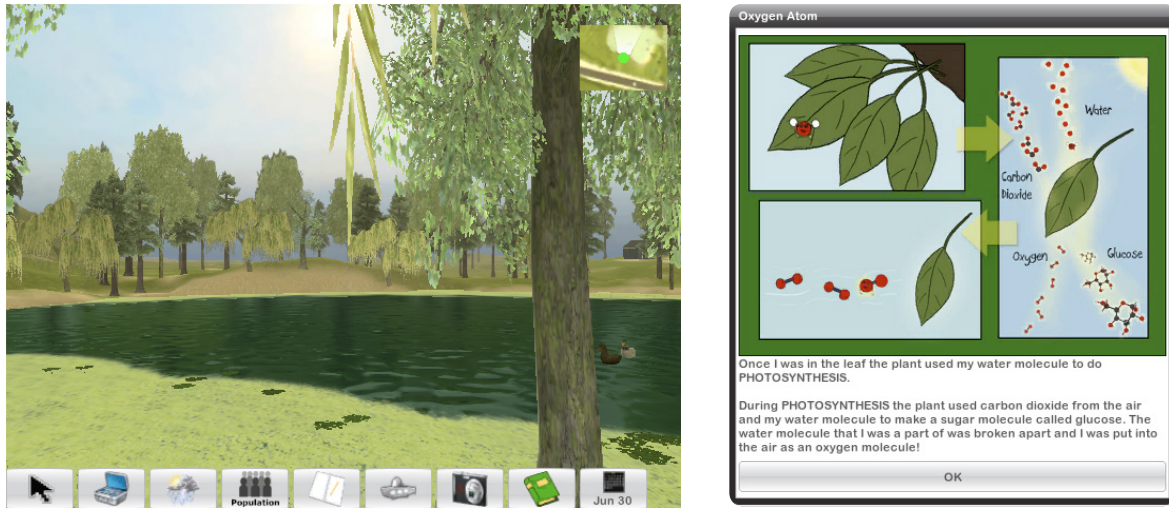 Population
Jun 30
Oxygen Atom
Water
Carbon
Dioxide
Oxygen
Glucose
Once I was in the leaf the plant used my water molecule to do
PHOTOSYNTHESIS.
During PHOTOSYNTHESIS the plant used carbon dioxide from the air
and my water molecule to make a sugar molecule called glucose. The
water molecule that I was a part of was broken apart and I was put into
the air as an oxygen molecule!
OK